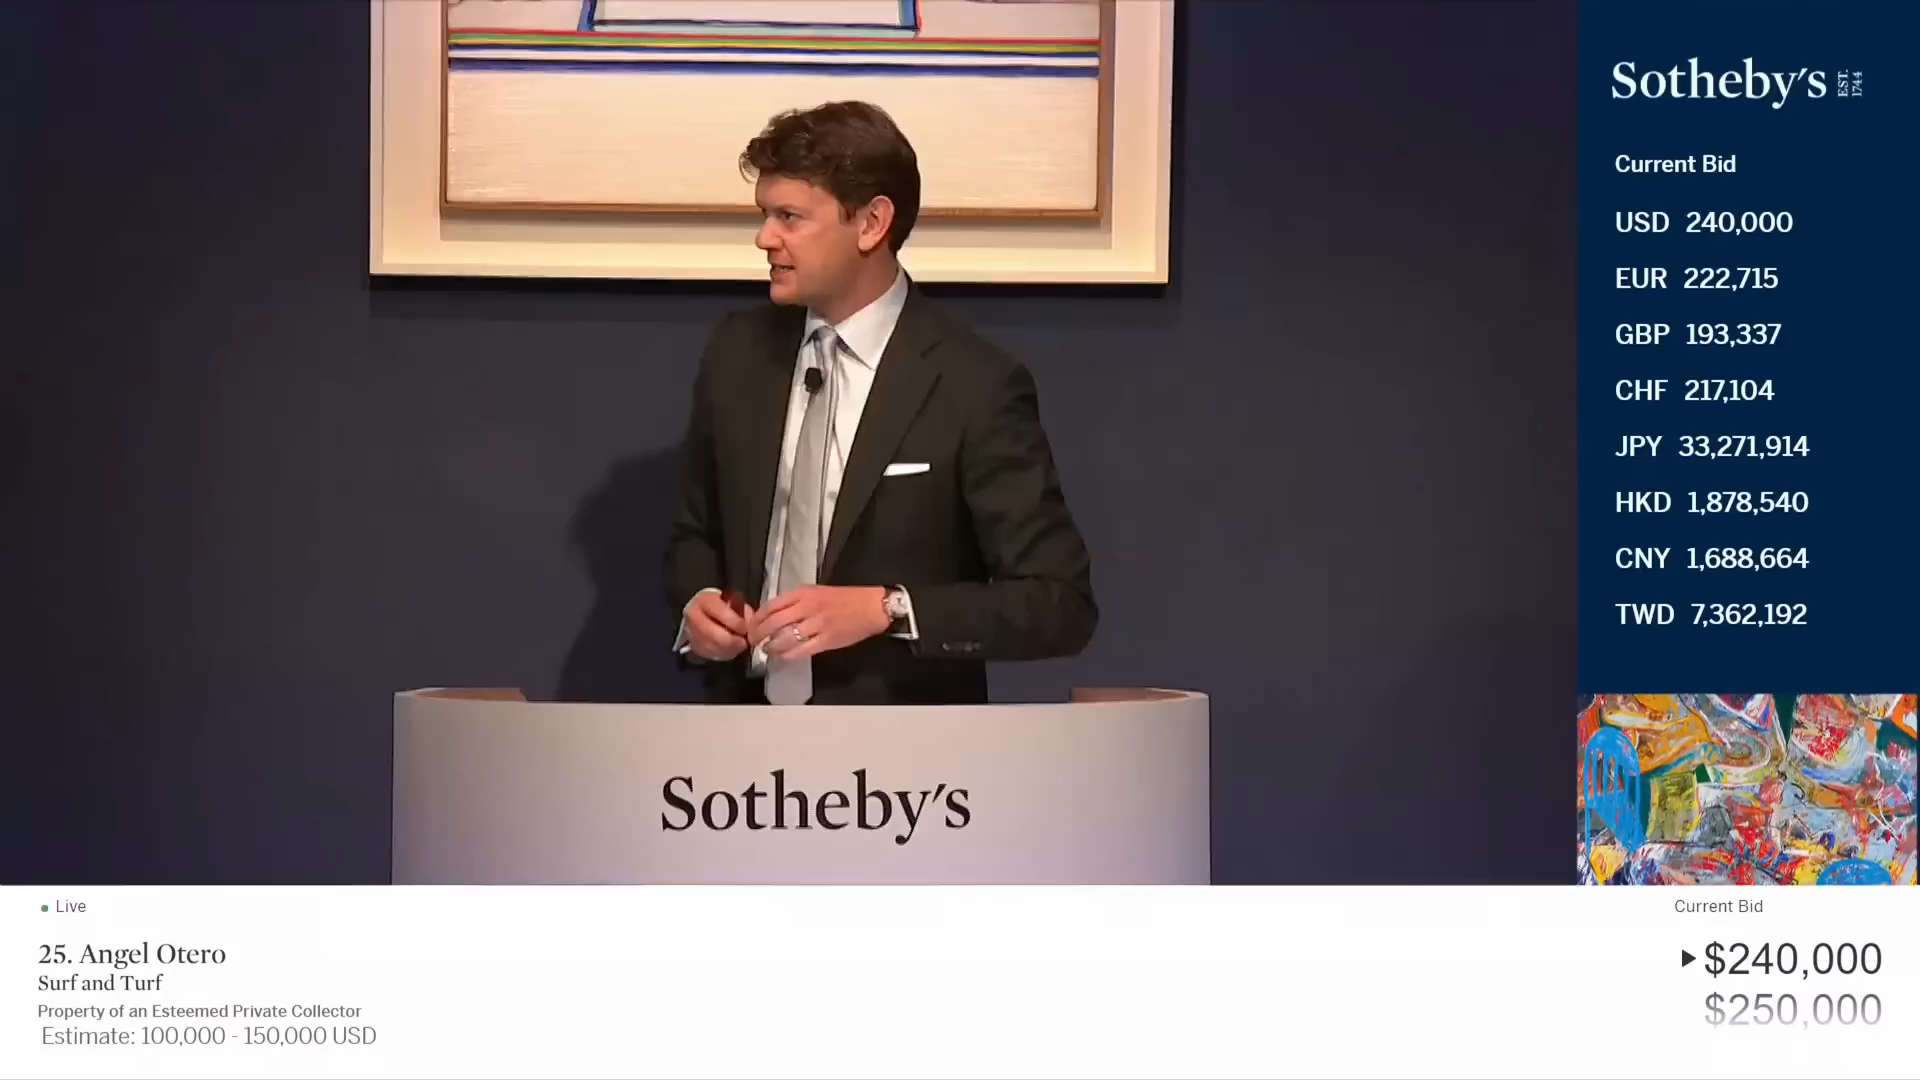 Sotheby's EST. 1744
Current Bid
USD 240,000
EUR 222,715
GBP 193,337
CHF 217,104
JPY 33,271,914
HKD 1,878,540
CNY 1,688,664
TWD 7,362,192
Sotheby's
Live
25. Angel Otero
Surf and Turf
Property of an Esteemed Private Collector
Estimate: 100,000 - 150,000 USD
Current Bid
$240,000
$250,000